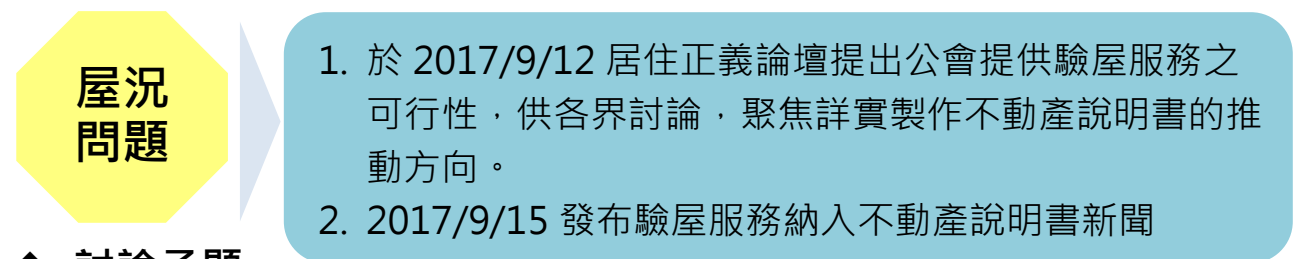 屋況
問題
1. 於 2017/9/12 居住正義論壇提出公會提供驗屋服務之
可行性，供各界討論，聚焦詳實製作不動產說明書的推
動方向。
2. 2017/9/15 發布驗屋服務納入不動產說明書新聞